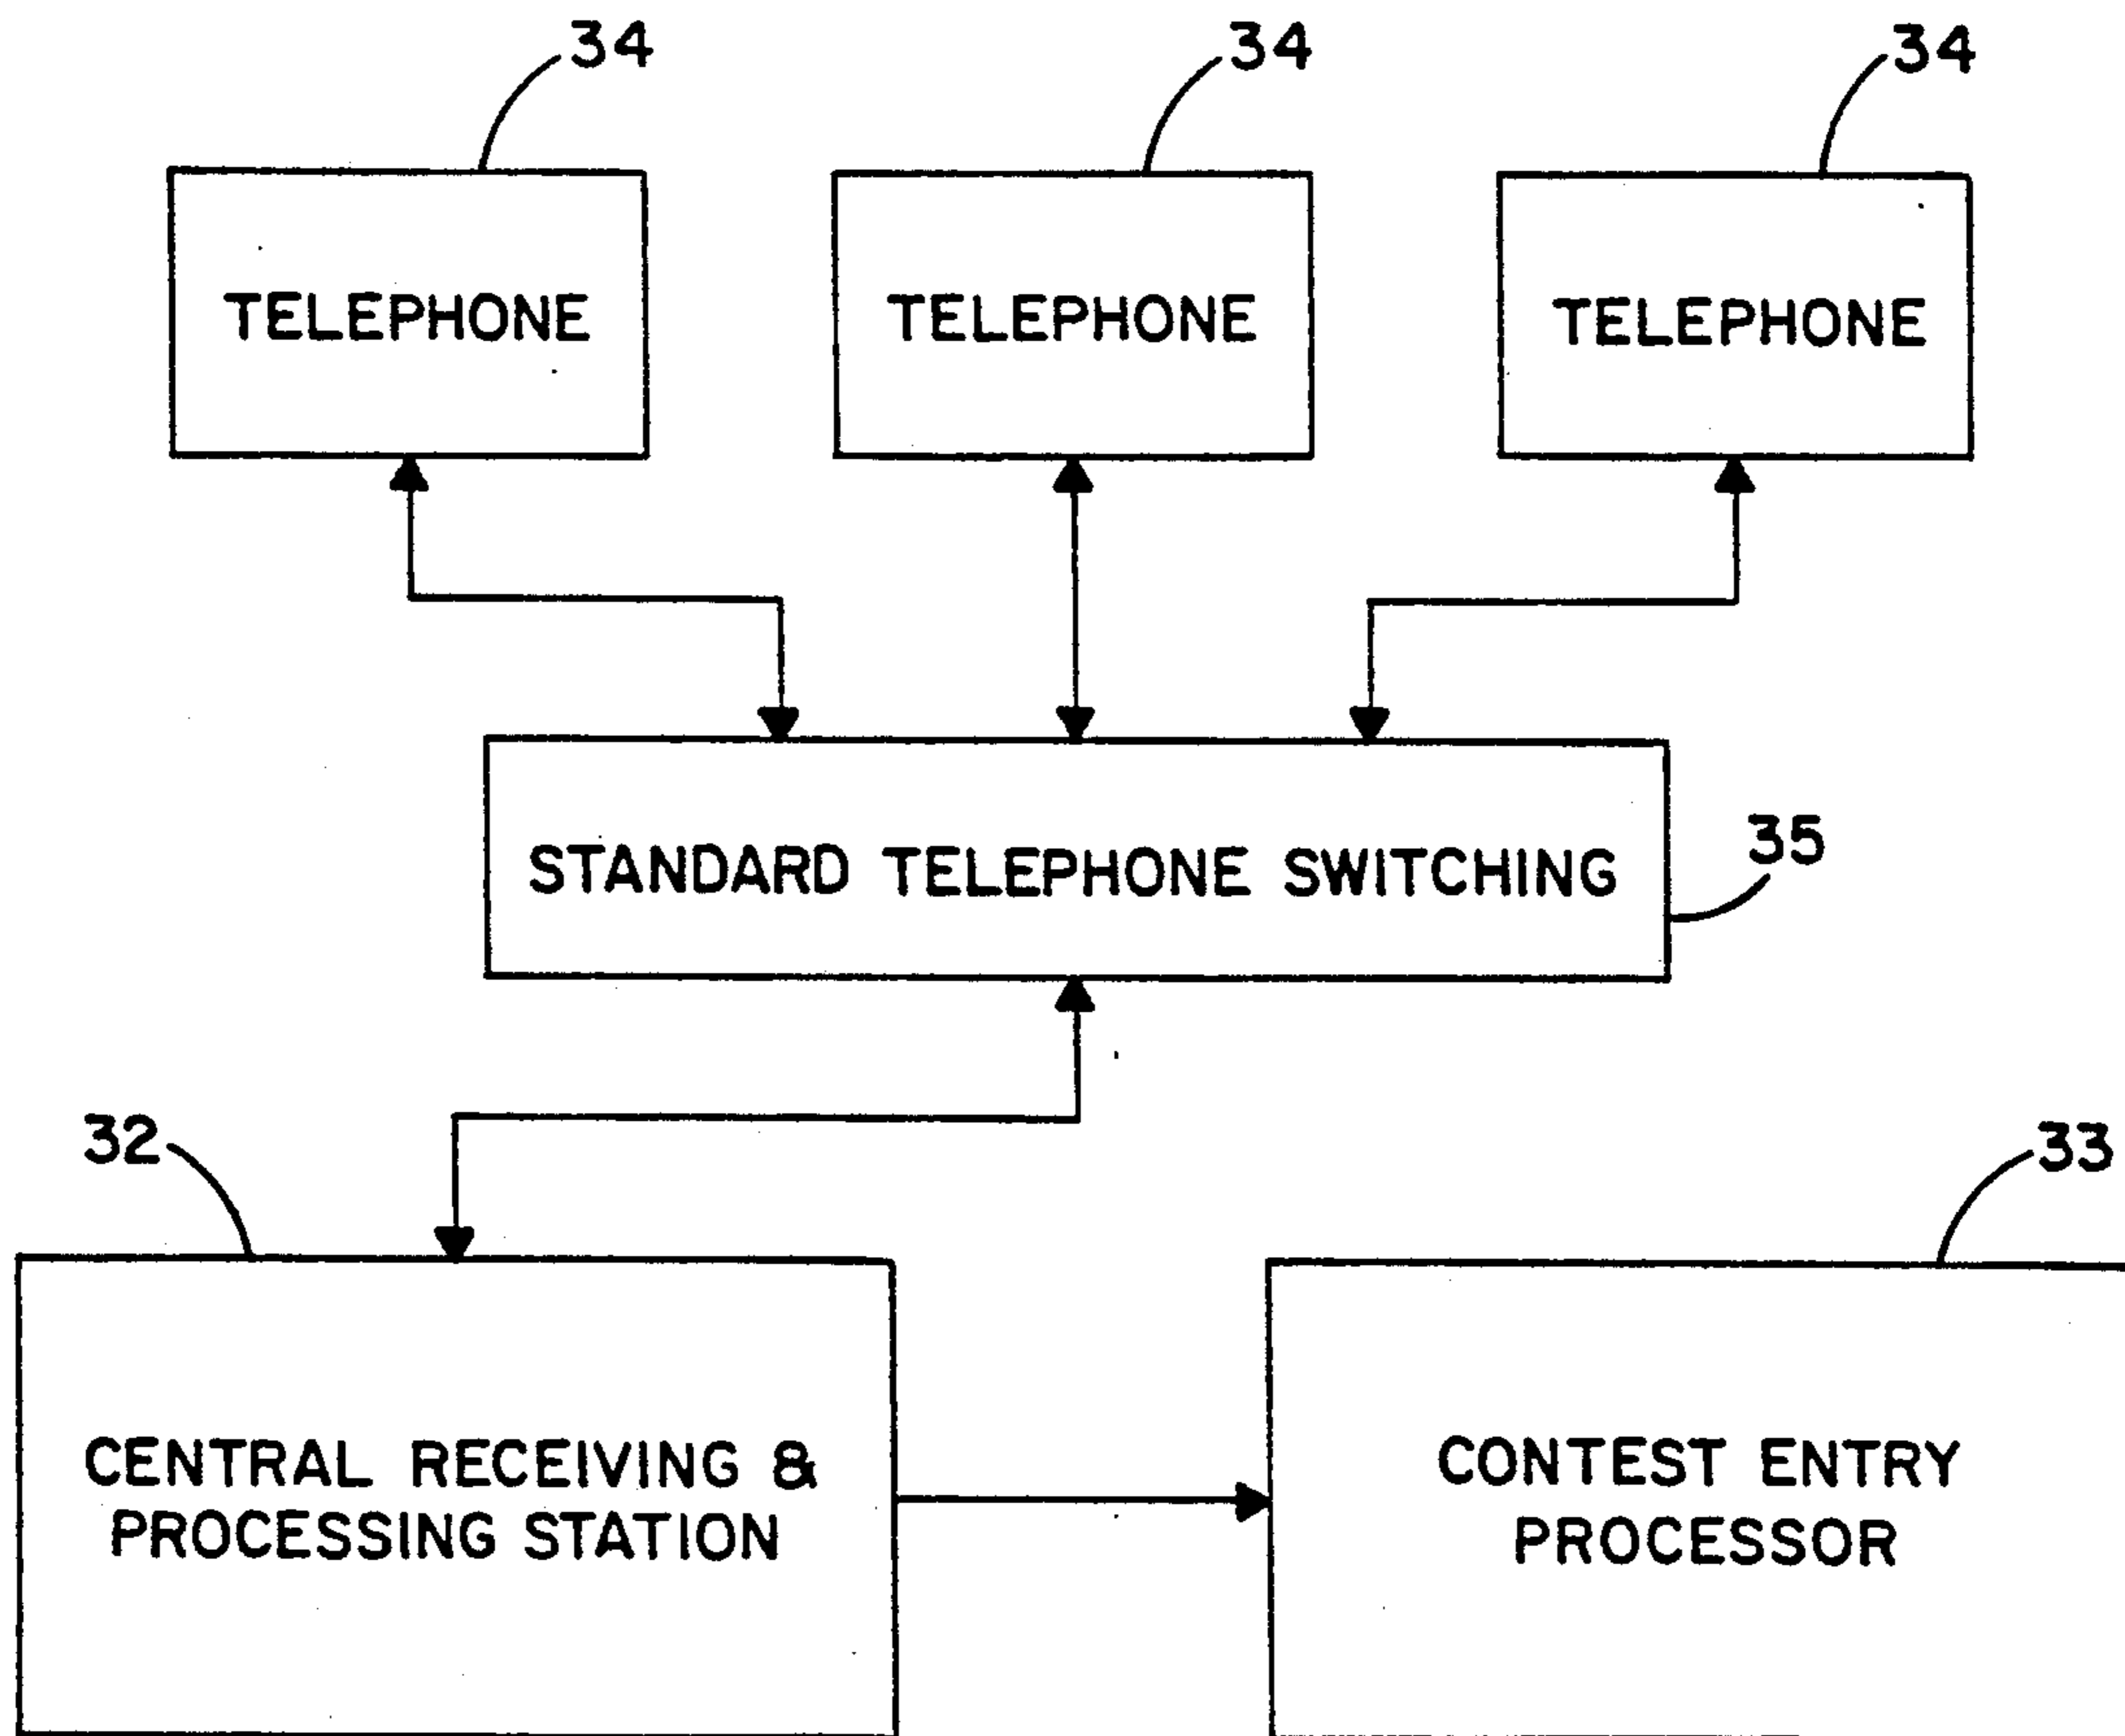 34
34
34
TELEPHONE
TELEPHONE
TELEPHONE
STANDARD TELEPHONE SWITCHING
35
32
33
CENTRAL RECEIVING &
PROCESSING STATION
CONTEST ENTRY
PROCESSOR